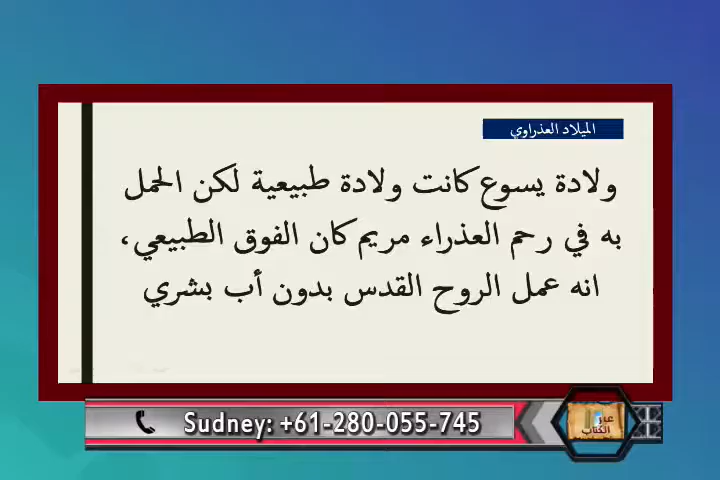 الميلاد العذراوي
ولادة يسوع كانت ولادة طبيعية لكن الحمل
به في رحم العذراء مريم كان الفوق الطبيعي،
انه عمل الروح القدس بدون أب بشري
Sudney: +61-280-055-745
الكتاب